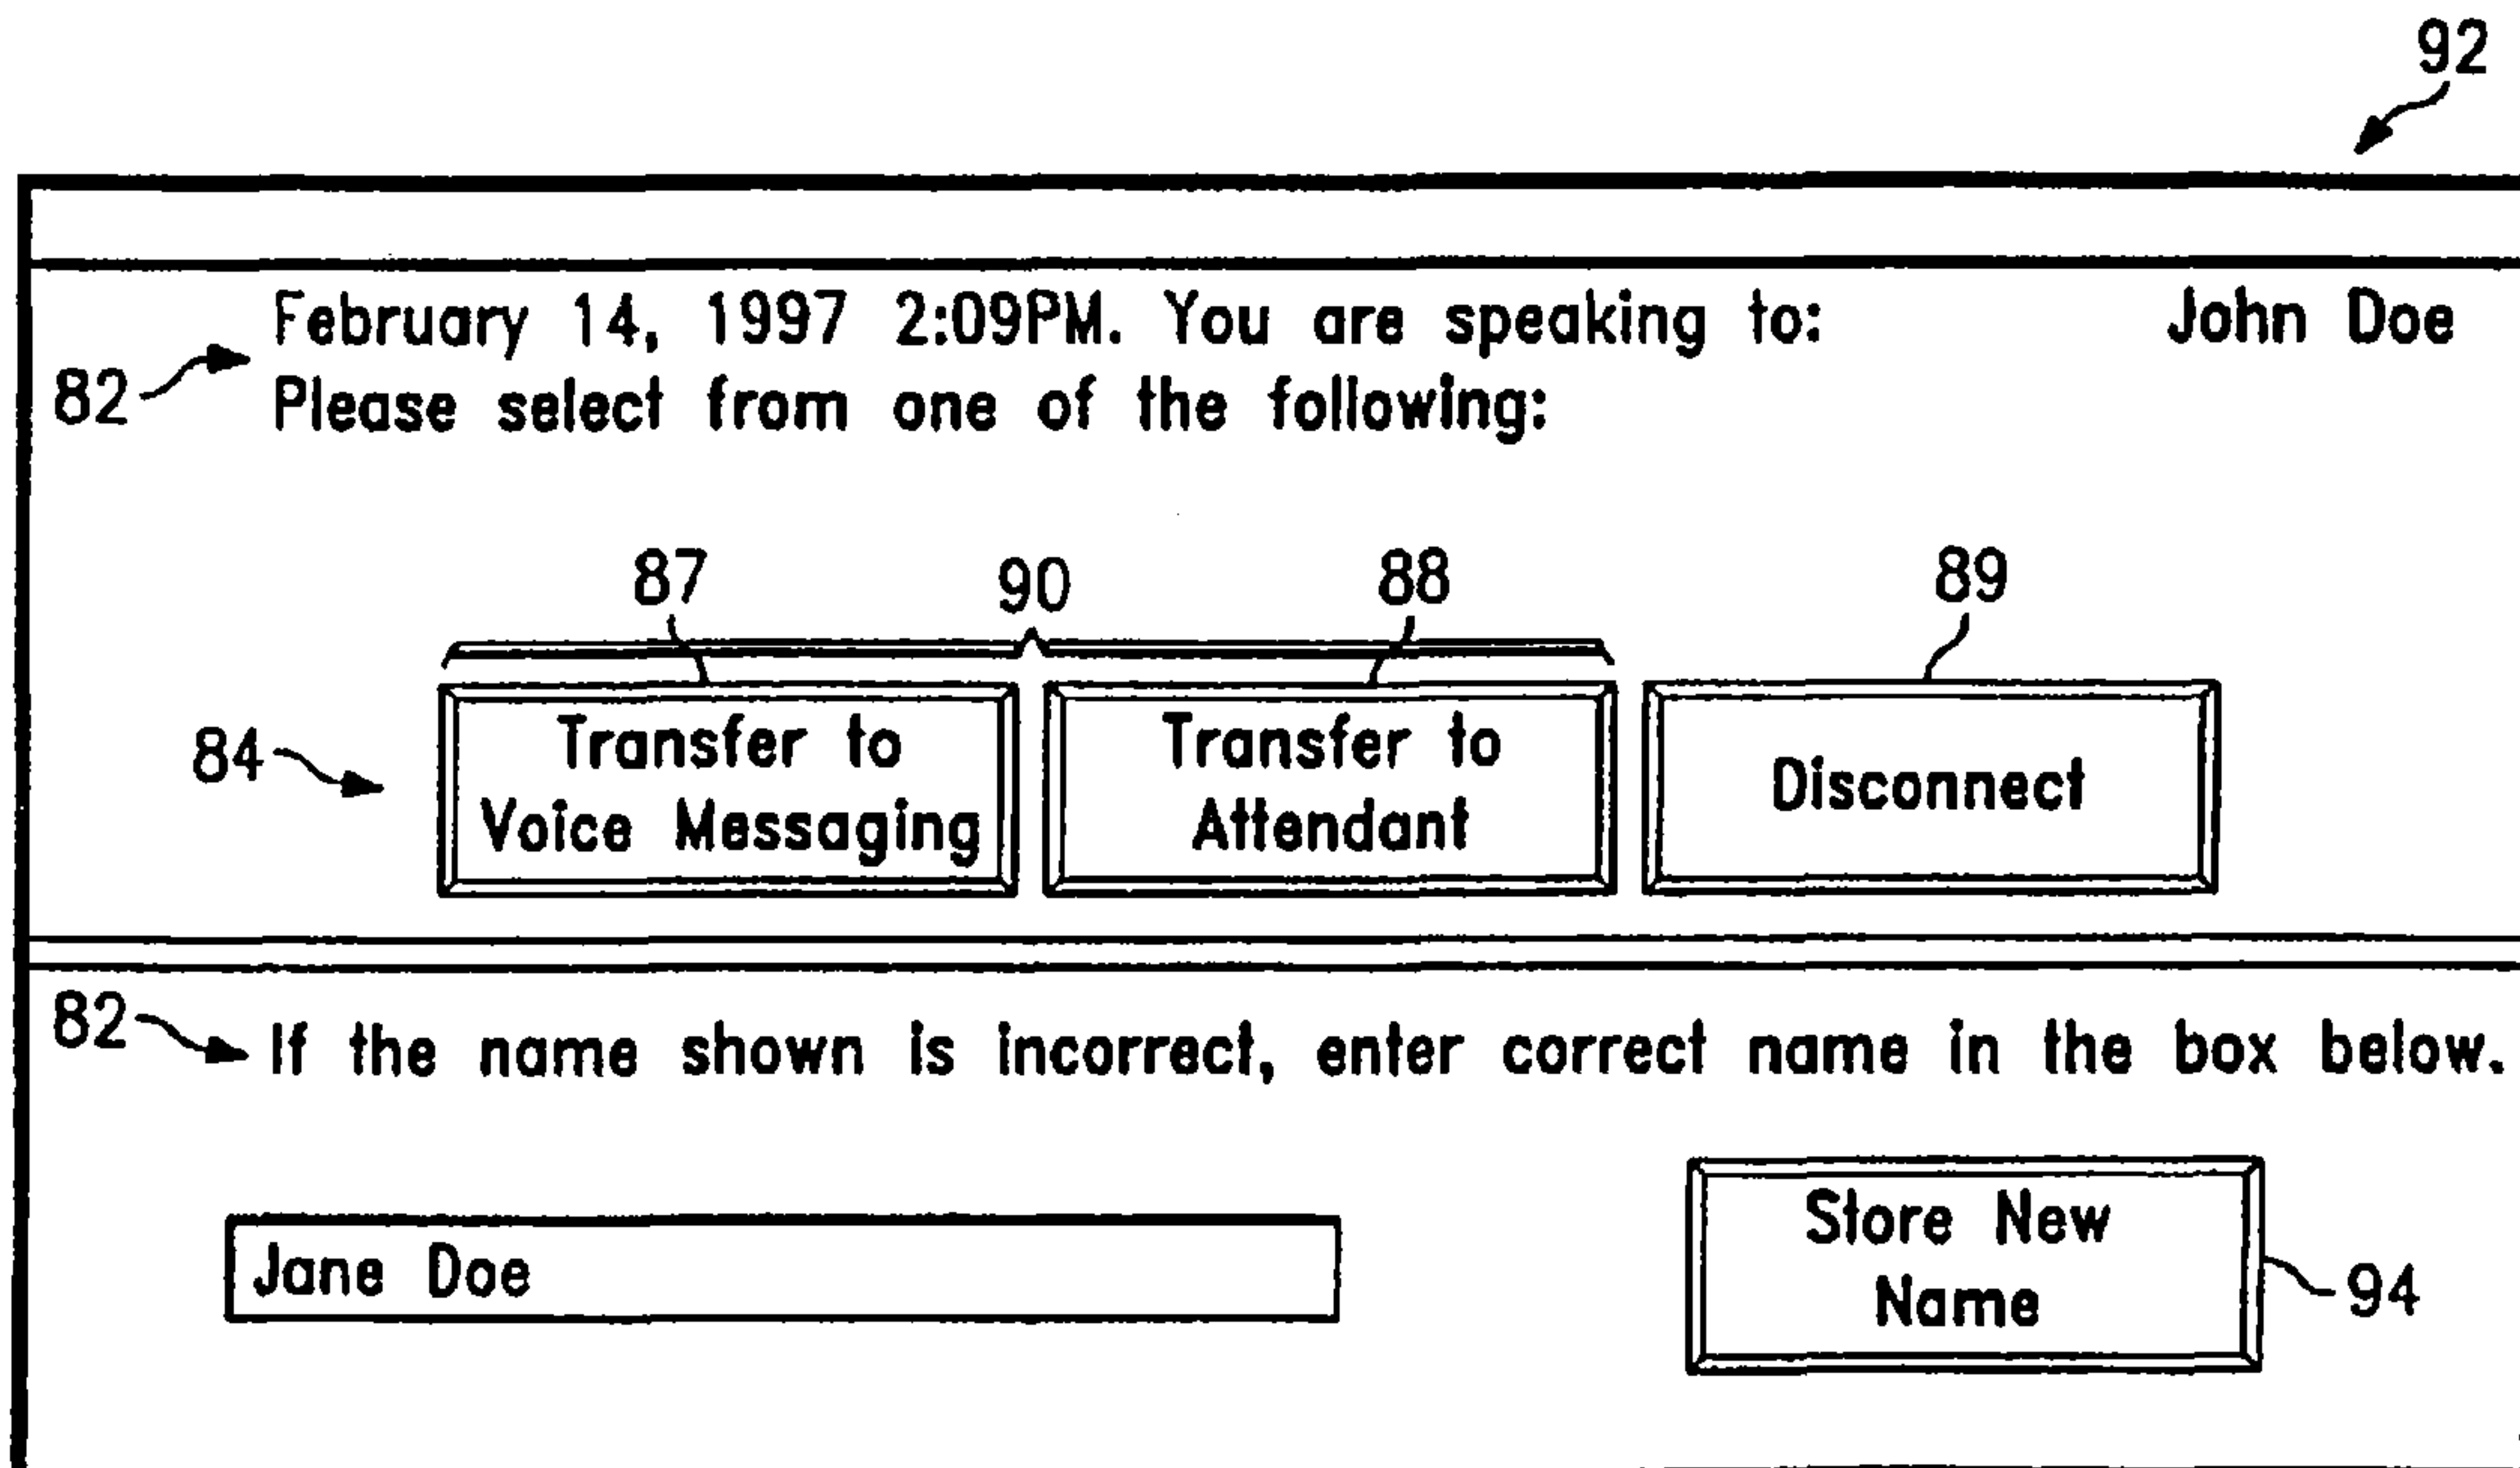 92
February 14, 1997 2:09PM. You are speaking to: John Doe
82
Please select from one of the following:
87 90 88 89
84
Transfer to Voice Messaging
Transfer to Attendant
Disconnect
82
If the name shown is incorrect, enter correct name in the box below.
Jane Doe
Store New Name
94